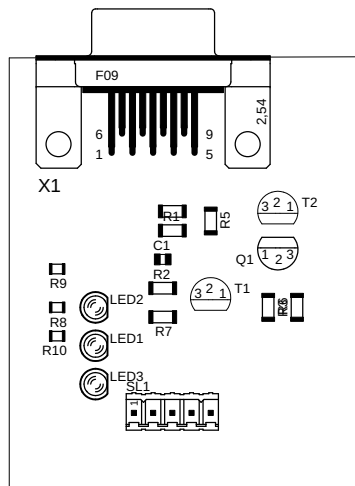 F09
2,54
6 9
1 5
X1
3 2 1 T2
R1
R5
Q1
1 2 3
C1
R2
R9
3 2 1 T1
LED2
R8
R7
LED1
R10
LED3
SL1
1